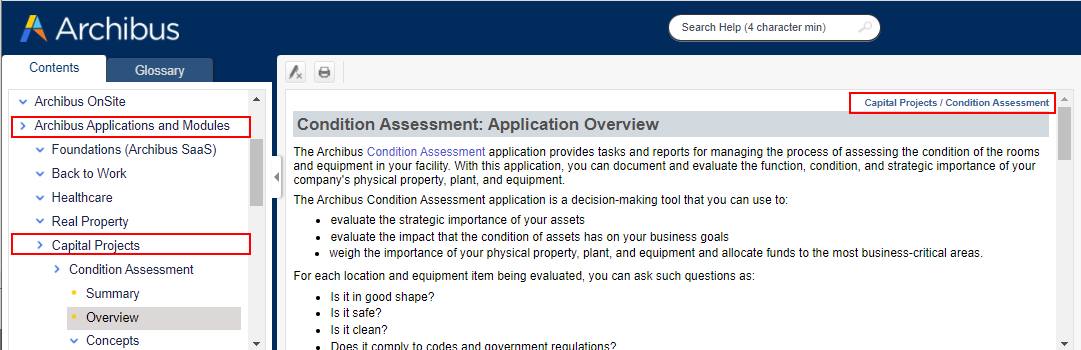 Archibus
Search Help (4 character min)
Contents
Glossary
Archibus OnSite
Archibus Applications and Modules
Foundations (Archibus SaaS)
Back to Work
Healthcare
Real Property
Capital Projects
Condition Assessment
Summary
Overview
Concepts
Capital Projects / Condition Assessment
Condition Assessment: Application Overview
The Archibus Condition Assessment application provides tasks and reports for managing the process of assessing the condition of the rooms
and equipment in your facility. With this application, you can document and evaluate the function, condition, and strategic importance of your
company's physical property, plant, and equipment.
The Archibus Condition Assessment application is a decision-making tool that you can use to:
• evaluate the strategic importance of your assets
• evaluate the impact that the condition of assets has on your business goals
• weigh the importance of your physical property, plant, and equipment and allocate funds to the most business-critical areas.
For each location and equipment item being evaluated, you can ask such questions as:
• Is it in good shape?
• Is it safe?
• Is it clean?
• Does it comply to codes and government regulations?